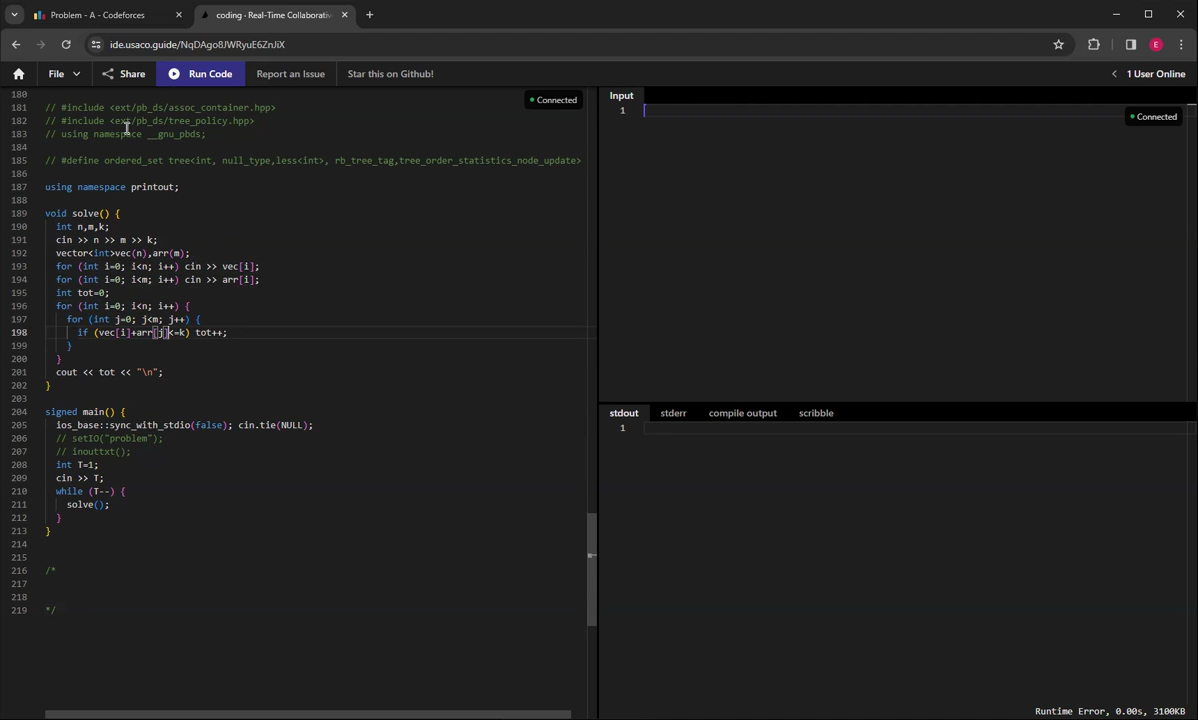 Problem - A - Codeforces
coding · Real-Time Collaborativ
ide.usaco.guide/NqDAgo8JWRyuE6ZnJiX
E
File
Share
Run Code
Report an Issue
Star this on Github!
1 User Online
180
181 // #include <ext/pb_ds/assoc_container.hpp>
182 // #include <ext/pb_ds/tree_policy.hpp>
183 // using namespace __gnu_pbds;
184
185 // #define ordered_set tree<int, null_type,less<int>, rb_tree_tag,tree_order_statistics_node_update>
186
187 using namespace printout;
188
189 void solve() {
190 int n,m,k;
191 cin >> n >> m >> k;
192 vector<int>vec(n),arr(m);
193 for (int i=0; i<n; i++) cin >> vec[i];
194 for (int i=0; i<m; i++) cin >> arr[i];
195 int tot=0;
196 for (int i=0; i<n; i++) {
197 for (int j=0; j<m; j++) {
198 if (vec[i]+arr[j]<=k) tot++;
199 }
200 }
201 cout << tot << "\n";
202 }
203
204 signed main() {
205 ios_base::sync_with_stdio(false); cin.tie(NULL);
206 // setIO("problem");
207 // inouttxt();
208 int T=1;
209 cin >> T;
210 while (T--) {
211 solve();
212 }
213 }
214
215
216 /*
217
218
219 */
Connected
Input
1
Connected
stdout
stderr
compile output
scribble
1
Runtime Error, 0.00s, 3100KB